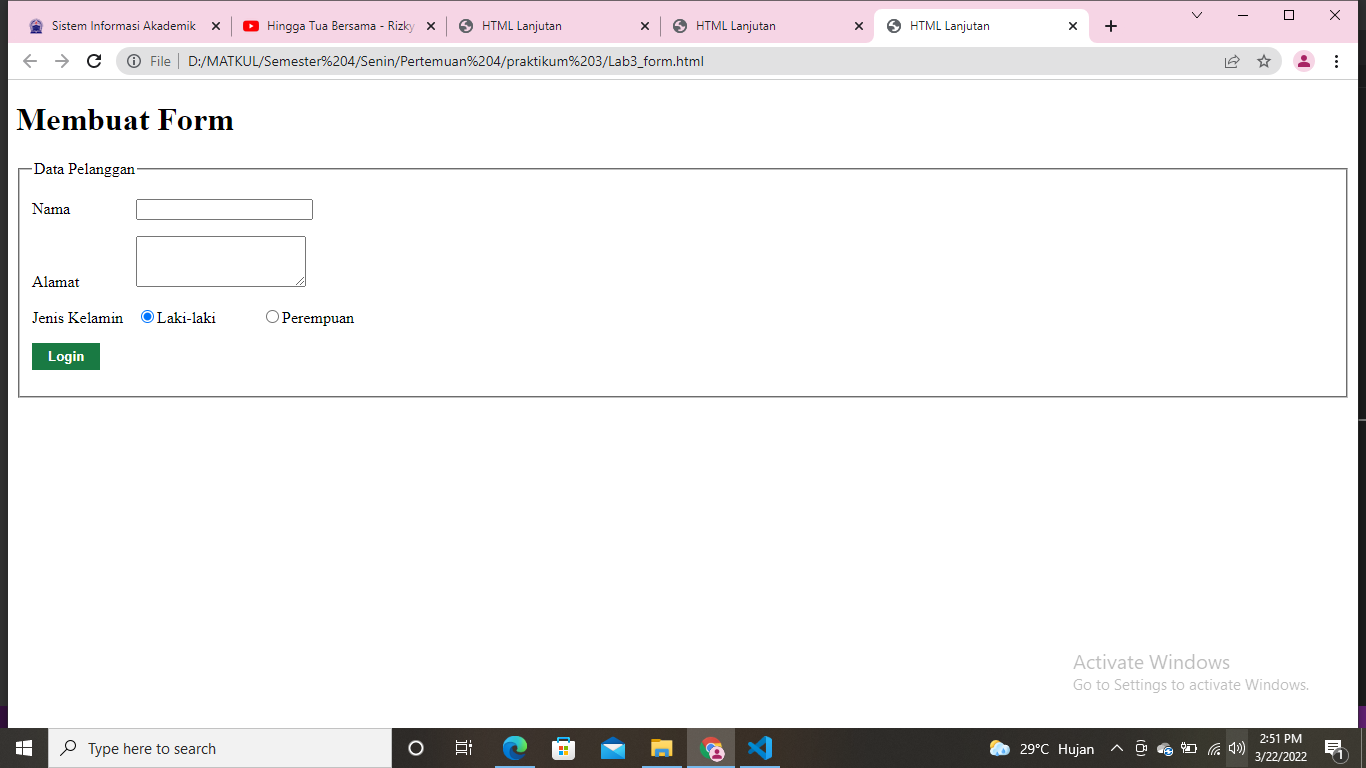 Sistem Informasi Akademik
Hingga Tua Bersama - Rizky
HTML Lanjutan
HTML Lanjutan
HTML Lanjutan
File
D:/MATKUL/Semester%204/Senin/Pertemuan%204/praktikum%203/Lab3_form.html
Membuat Form
Data Pelanggan
Nama
Alamat
Jenis Kelamin Laki-laki Perempuan
Login
Activate Windows
Go to Settings to activate Windows.
Type here to search
29°C Hujan
2:51 PM
3/22/2022
1